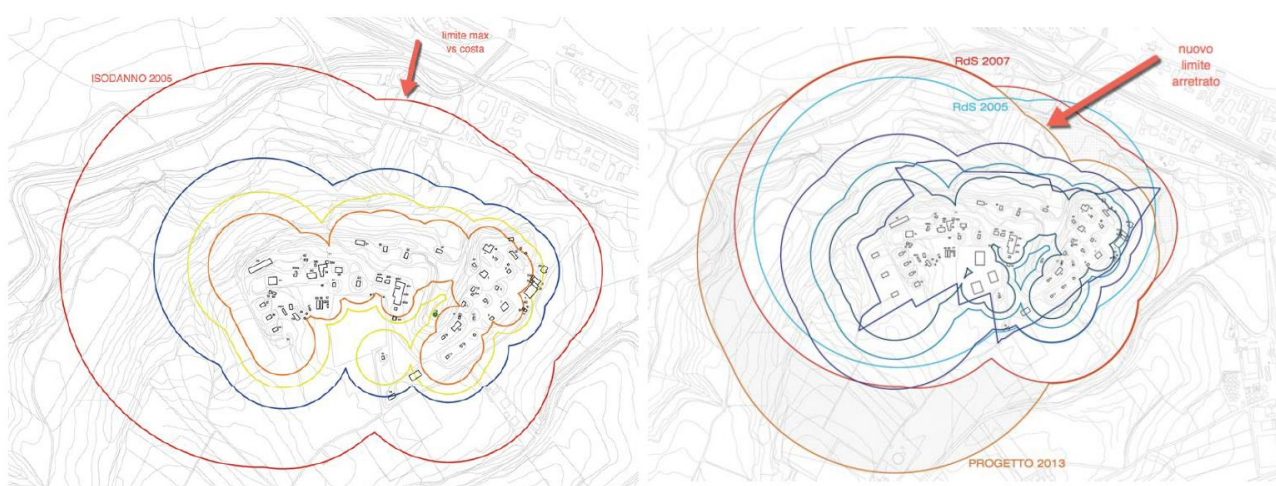 limite max
vs costa
ISODANNO 2005
nuovo
limite
arretrato
RdS 2007
RdS 2005
PROGETTO 2013